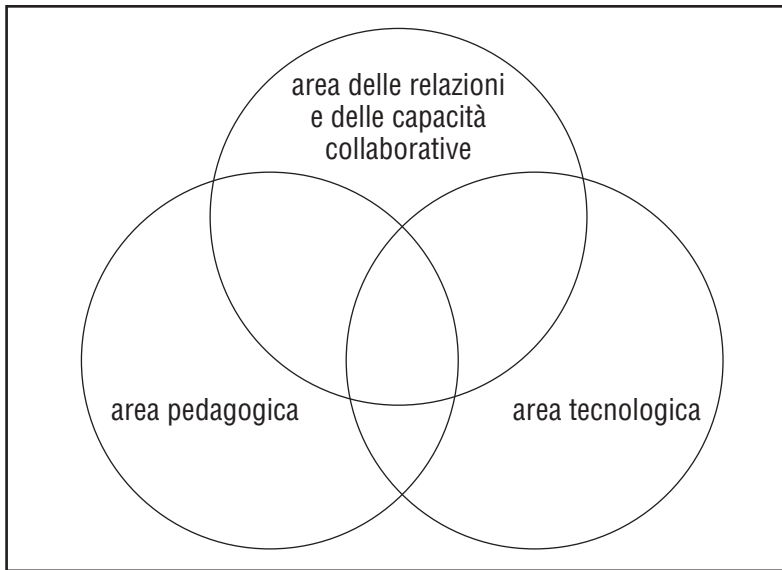 area delle relazioni
e delle capacità
collaborative
area pedagogica
area tecnologica